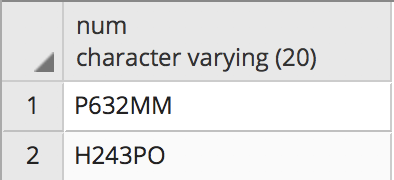 num
character varying (20)
1 P632MM
2 H243PO